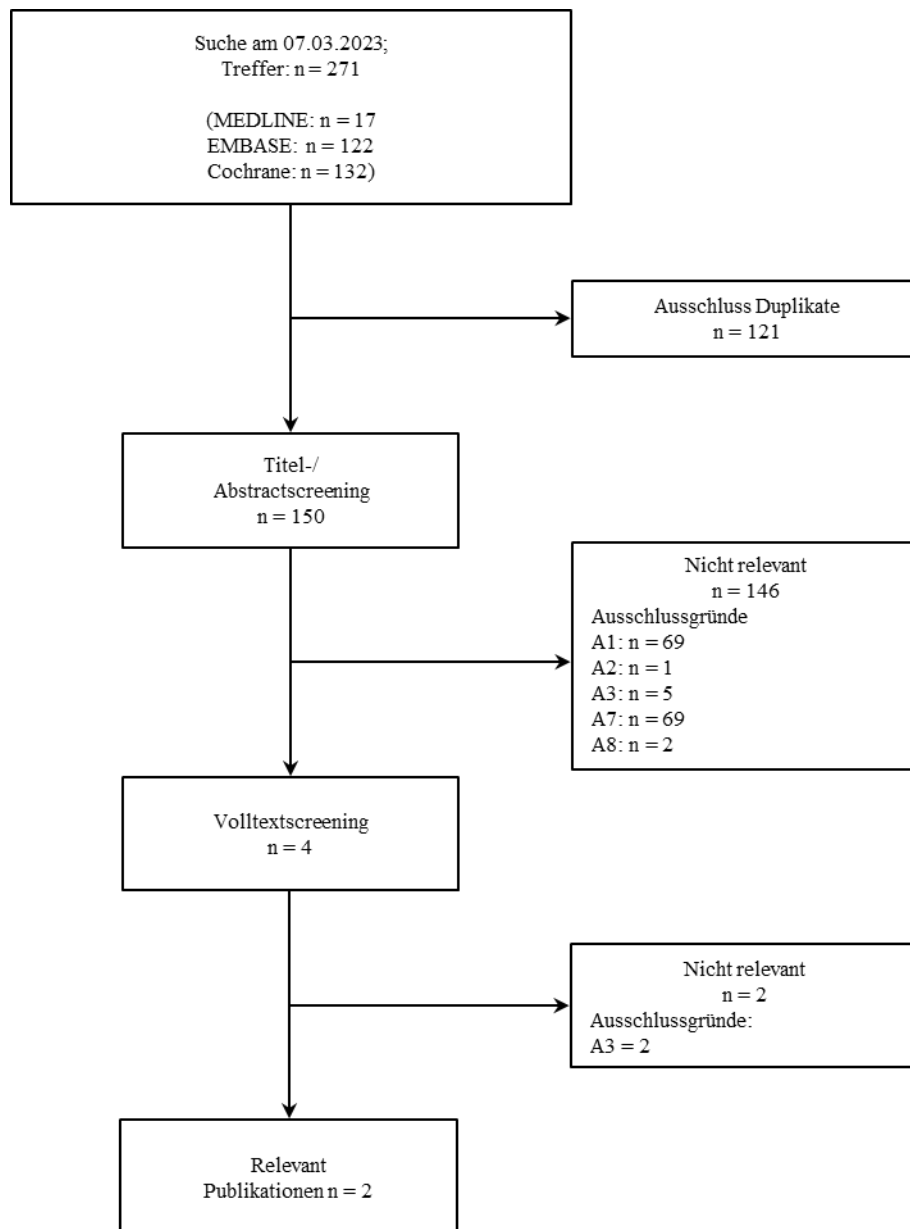 Suche am 07.03.2023;
Treffer: n = 271
(MEDLINE: n = 17
EMBASE: n = 122
Cochrane: n = 132)
Ausschluss Duplikate
n = 121
Titel-/
Abstractscreening
n = 150
Nicht relevant
n = 146
Ausschlussgründe
A1: n = 69
A2: n = 1
A3: n = 5
A7: n = 69
A8: n = 2
Volltextscreening
n = 4
Nicht relevant
n = 2
Ausschlussgründe:
A3 = 2
Relevant
Publikationen n = 2